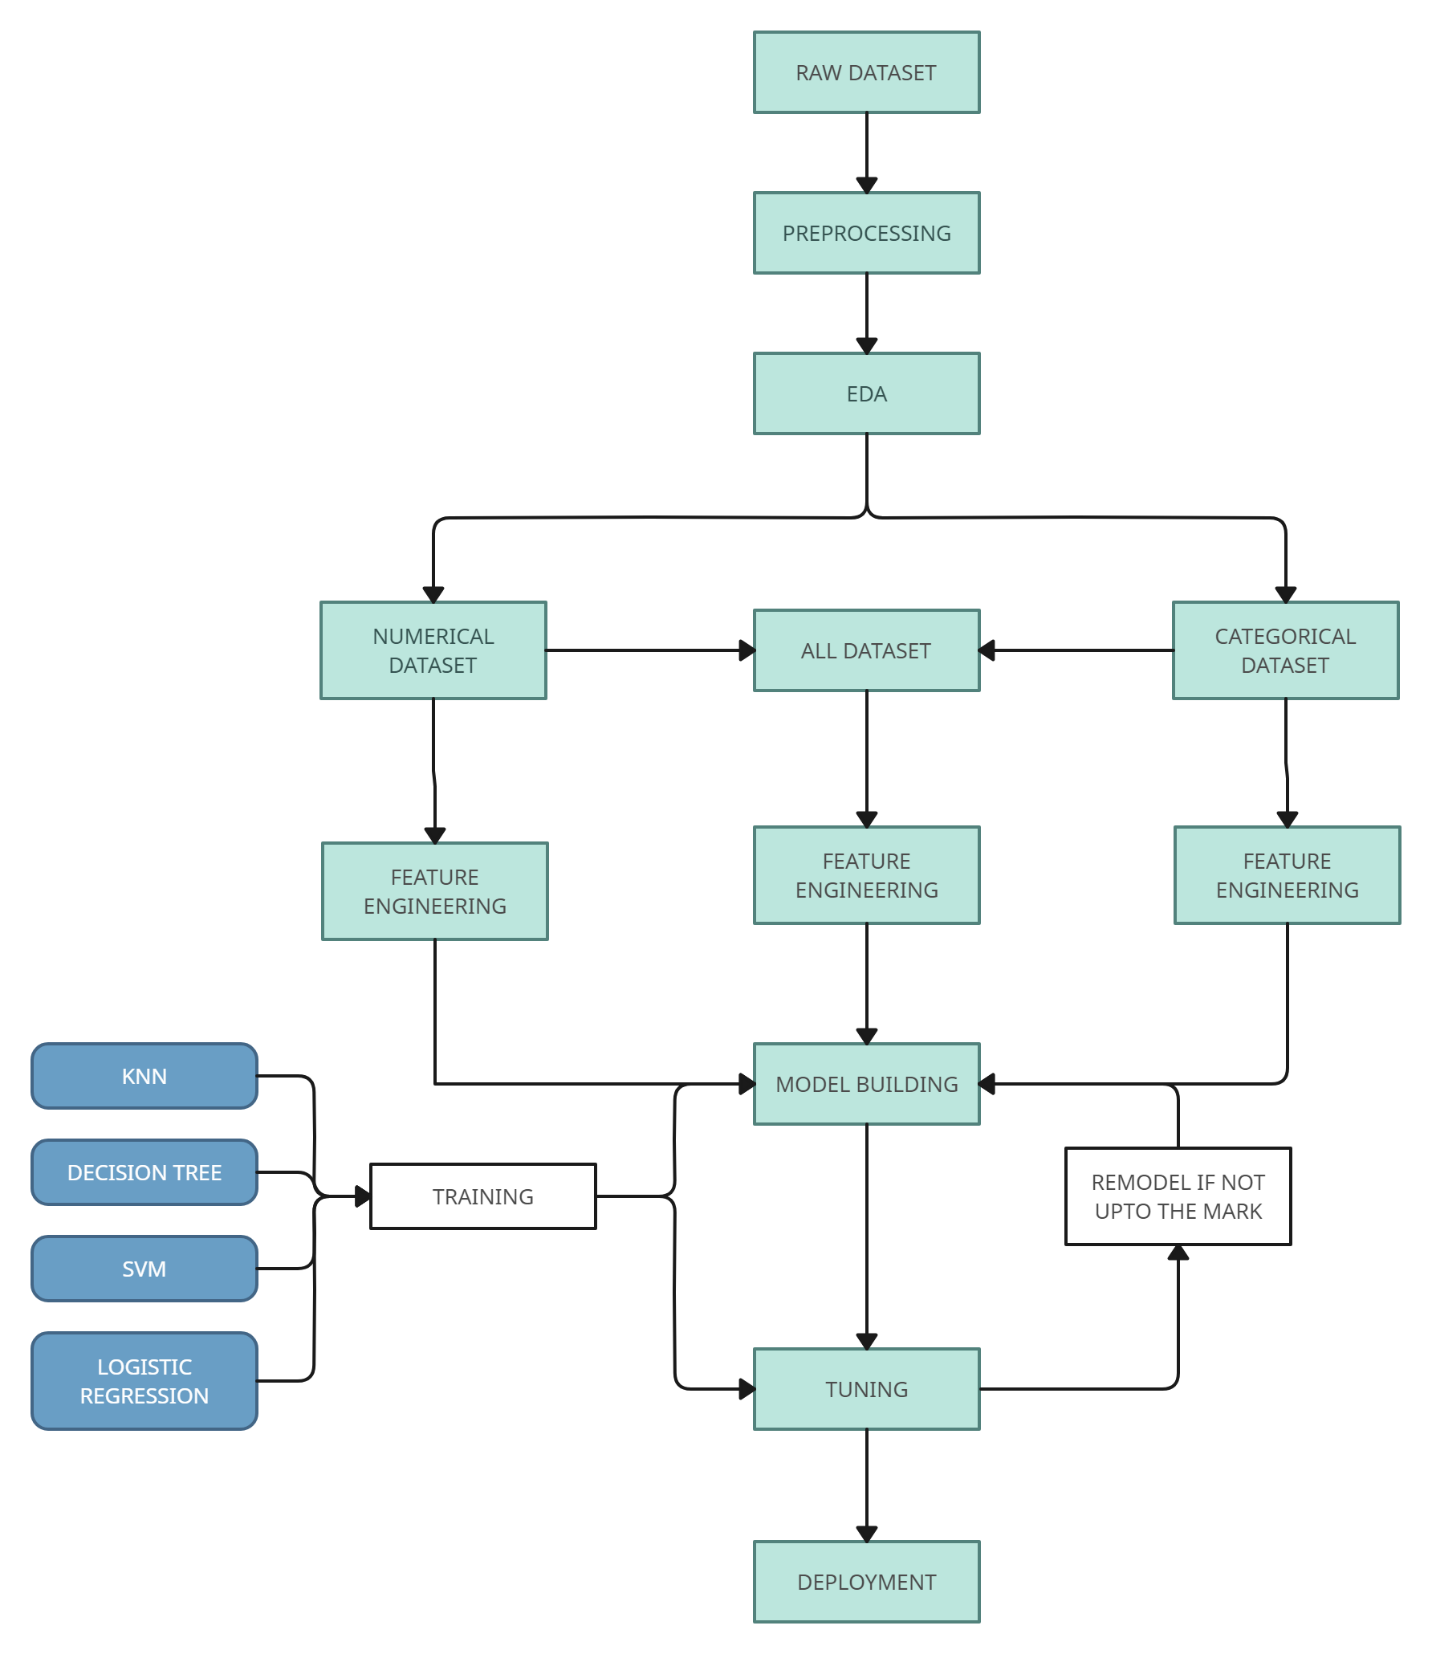 RAW DATASET
PREPROCESSING
EDA
NUMERICAL
DATASET
ALL DATASET
CATEGORICAL
DATASET
FEATURE
ENGINEERING
FEATURE
ENGINEERING
FEATURE
ENGINEERING
KNN
MODEL BUILDING
DECISION TREE
TRAINING
REMODEL IF NOT
UPTO THE MARK
SVM
LOGISTIC
REGRESSION
TUNING
DEPLOYMENT